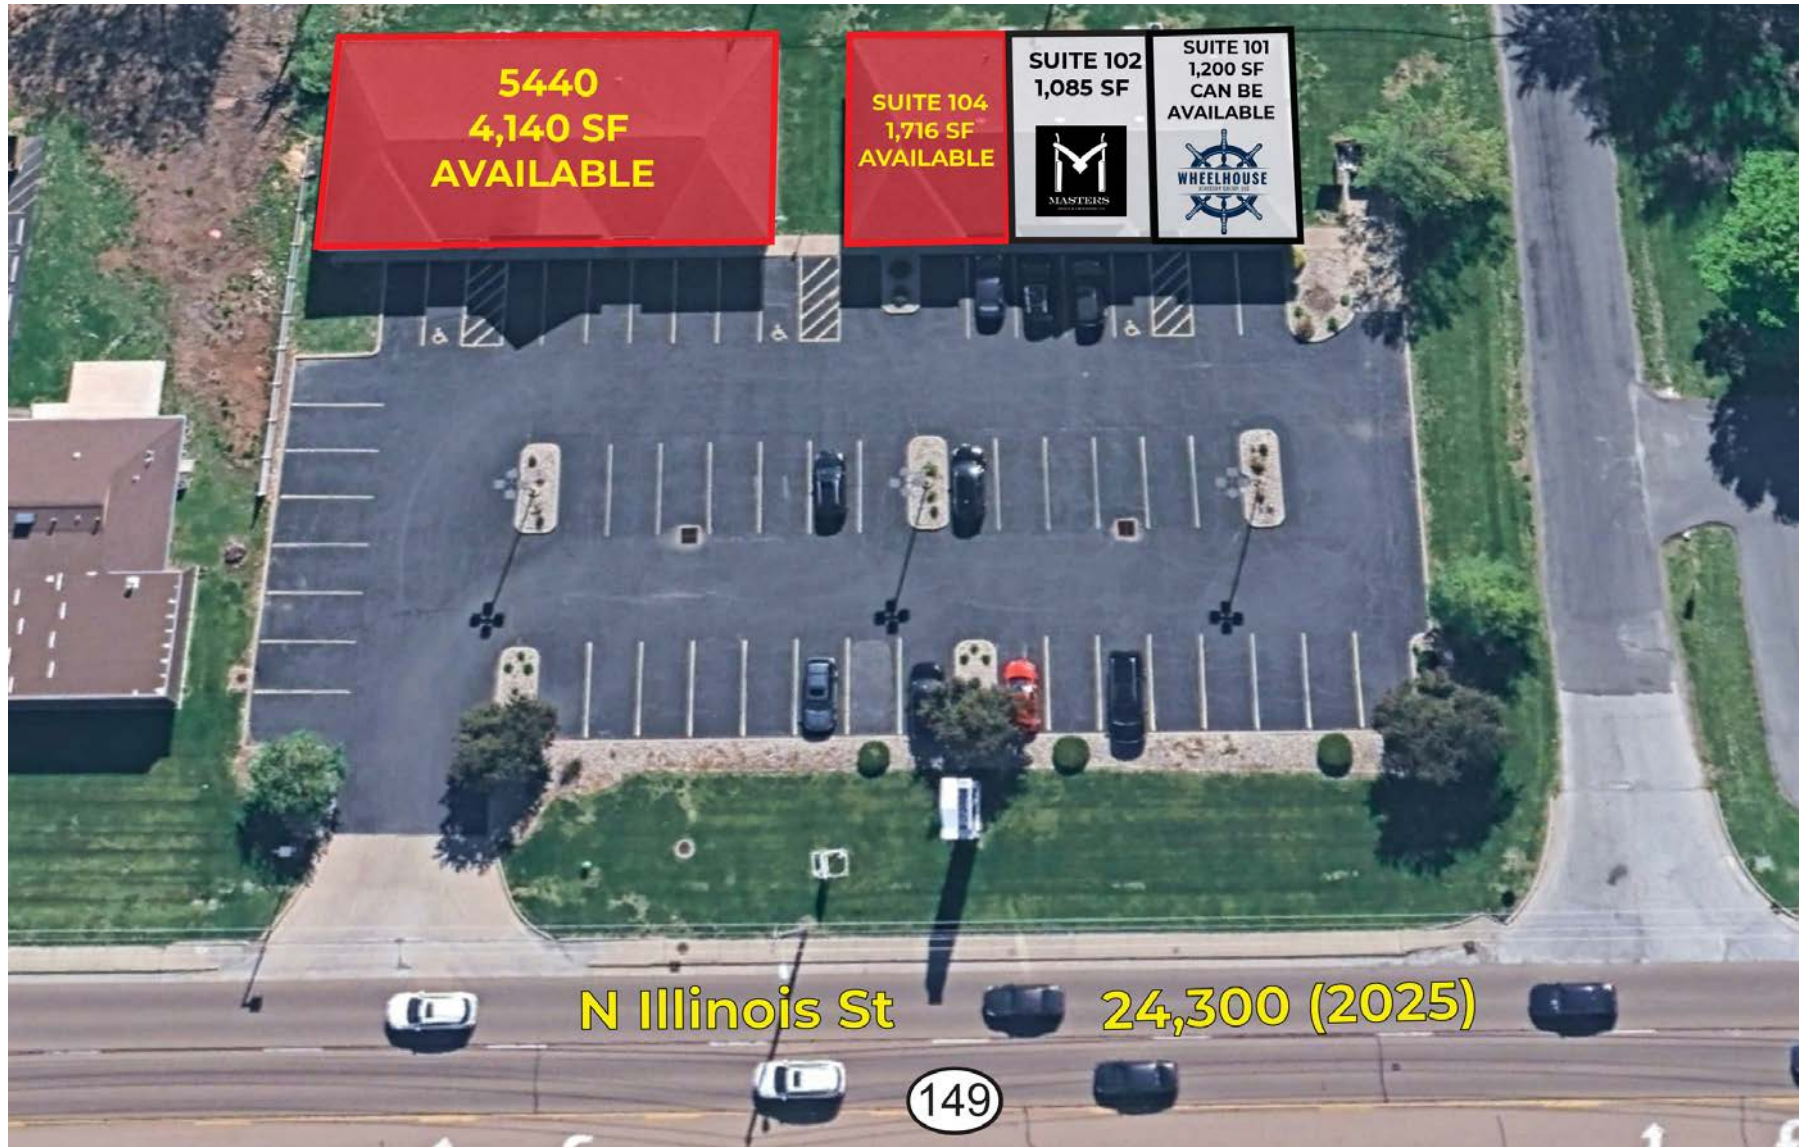 5440
4,140 SF
AVAILABLE
SUITE 104
1,716 SF
AVAILABLE
SUITE 102
1,085 SF
MASTERS
SUITE 101
1,200 SF
CAN BE
AVAILABLE
WHEELHOUSE
N Illinois St
24,300 (2025)
149